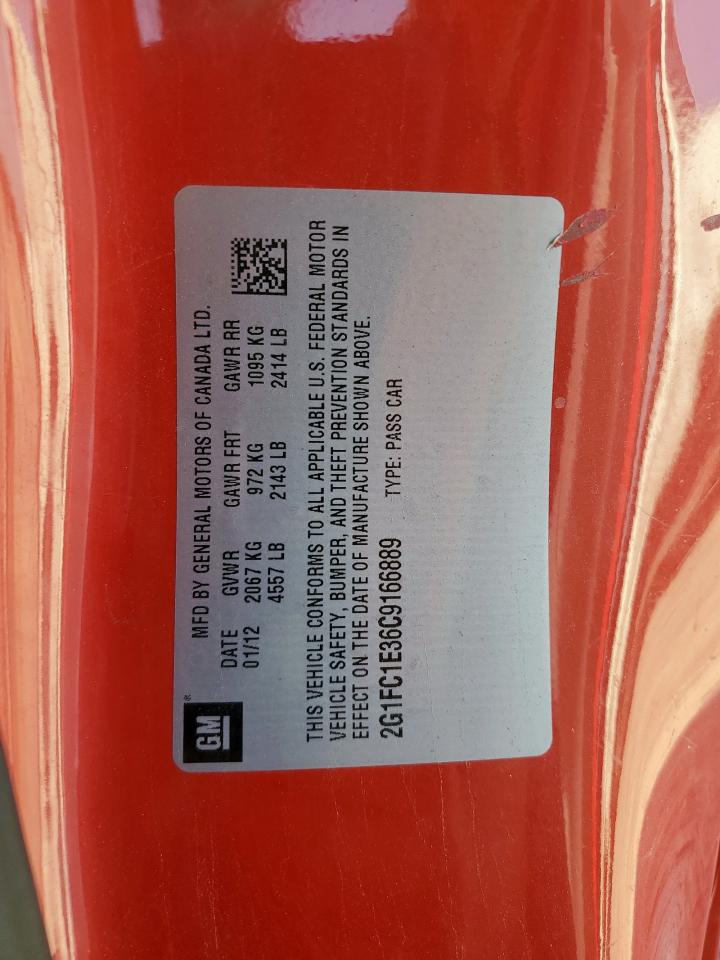 GM®
MFD BY GENERAL MOTORS OF CANADA LTD.
DATE GVWR GAWR FRT GAWR RR
01/12 2067 KG 972 KG 1095 KG
4557 LB 2143 LB 2414 LB
THIS VEHICLE CONFORMS TO ALL APPLICABLE U.S. FEDERAL MOTOR
VEHICLE SAFETY, BUMPER, AND THEFT PREVENTION STANDARDS IN
EFFECT ON THE DATE OF MANUFACTURE SHOWN ABOVE.
2G1FC1E36C9166889 TYPE: PASS CAR